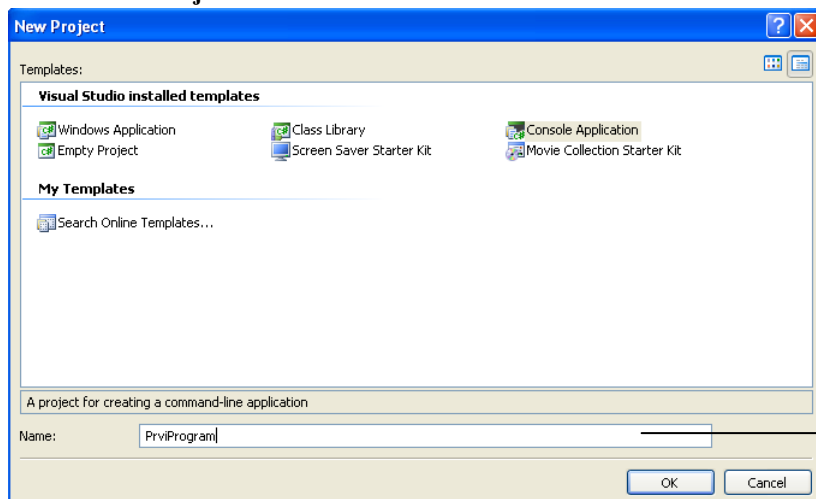 New Project
Templates:
Visual Studio installed templates
Windows Application
Class Library
Console Application
Empty Project
Screen Saver Starter Kit
Movie Collection Starter Kit
My Templates
Search Online Templates...
A project for creating a command-line application
Name:
PrviProgram
OK
Cancel